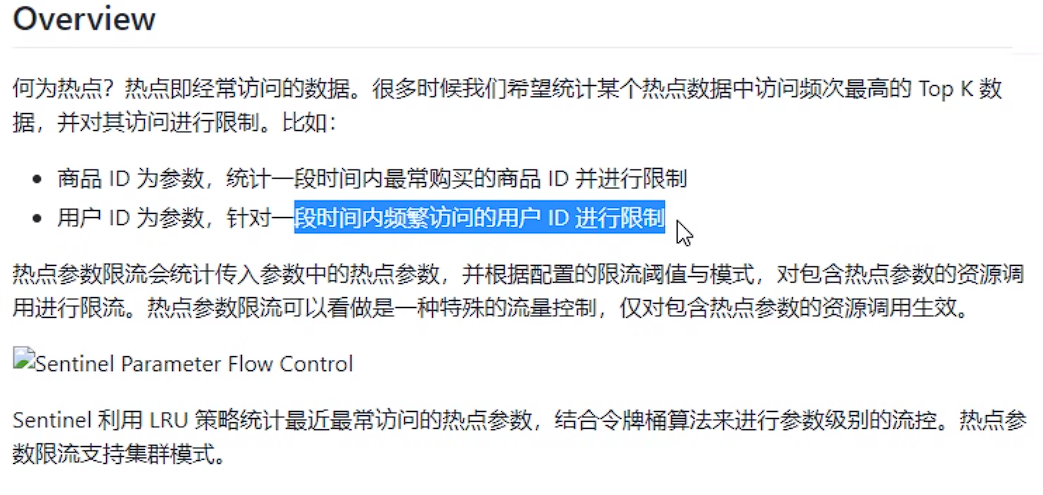 Overview
何为热点？热点即经常访问的数据。很多时候我们希望统计某个热点数据中访问频次最高的 Top K 数
据，并对其访问进行限制。比如：
商品 ID 为参数，统计一段时间内最常购买的商品 ID 并进行限制
用户 ID 为参数，针对一段时间内频繁访问的用户 ID 进行限制
热点参数限流会统计传入参数中的热点参数，并根据配置的限流阈值与模式，对包含热点参数的资源调
用进行限流。热点参数限流可以看做是一种特殊的流量控制，仅对包含热点参数的资源调用生效。
Sentinel Parameter Flow Control
Sentinel 利用 LRU 策略统计最近最常访问的热点参数，结合令牌桶算法来进行参数级别的流控。热点参
数限流支持集群模式。